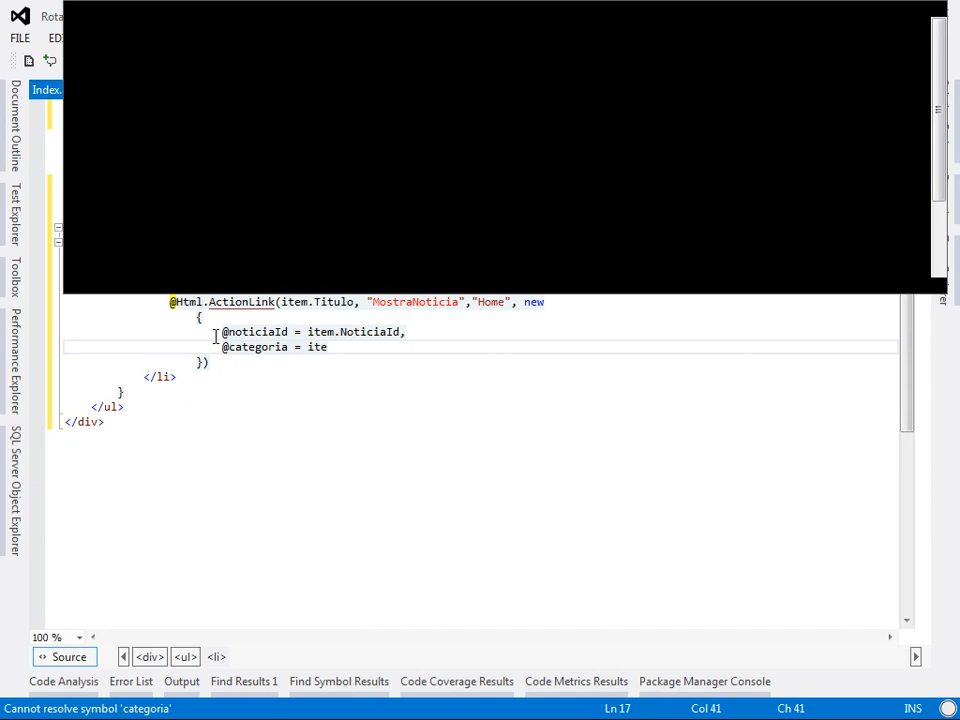 Rota
FILE
EDI
Index.
Document Outline
Test Explorer
Toolbox
Performance Explorer
SQL Server Object Explorer
@Html.ActionLink(item.Titulo, "MostraNoticia","Home", new
{
@noticiaId = item.NoticiaId,
@categoria = ite
})
</li>
}
</ul>
</div>
100 %
Source
<div>
<ul>
<li>
Code Analysis
Error List
Output
Find Results 1
Find Symbol Results
Code Coverage Results
Code Metrics Results
Package Manager Console
Cannot resolve symbol 'categoria'
Ln 17
Col 41
Ch 41
INS